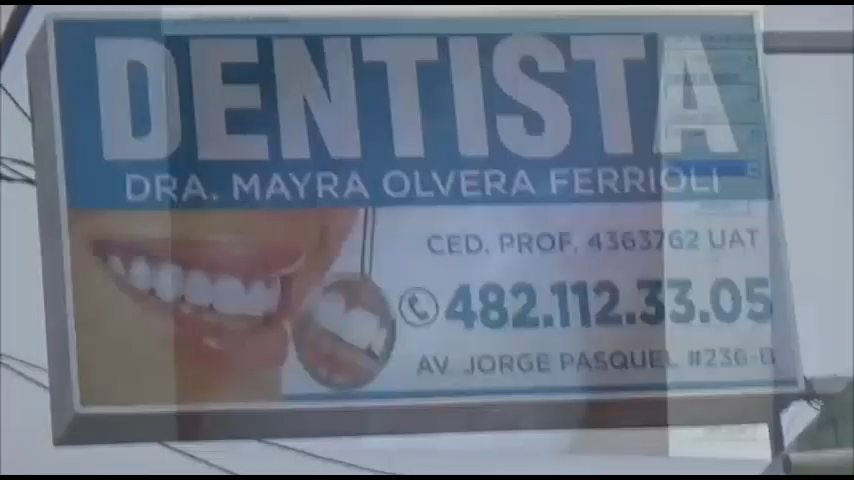 DENTISTA
DRA. MAYRA OLVERA FERRIOLI
CED. PROF. 4363762 UAT
482.112.33.05
AV. JORGE PASQUEL #236-B